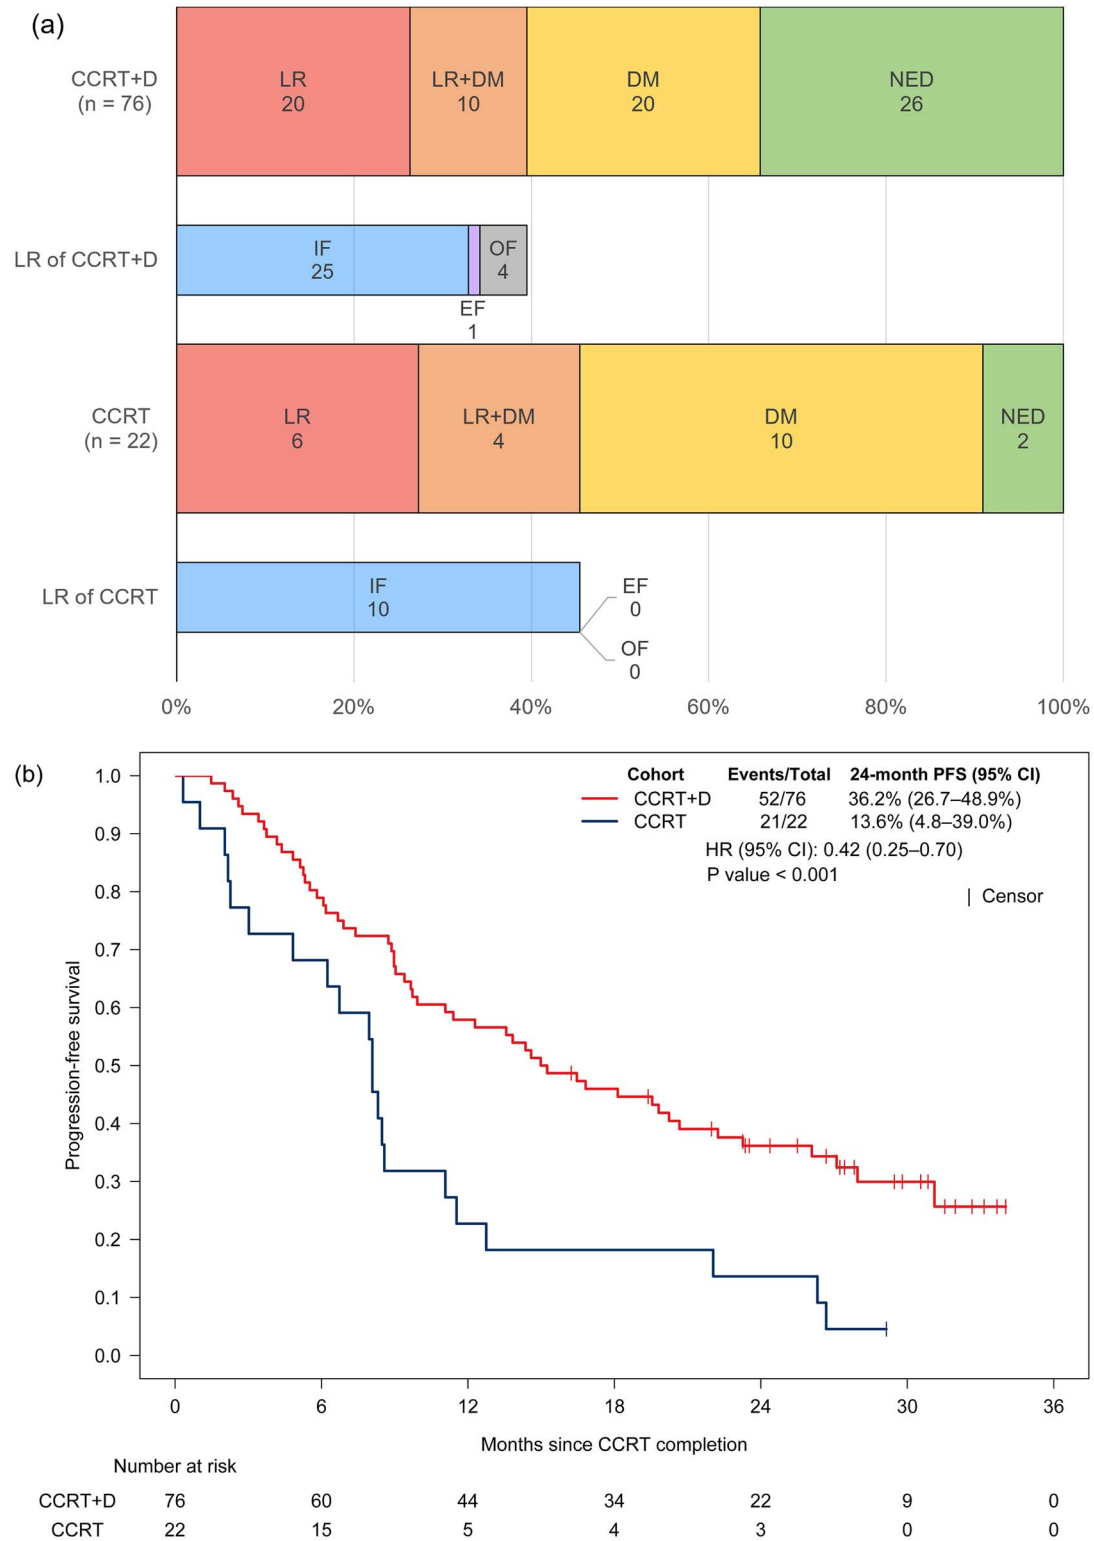 (a)
CCRT+D
(n = 76)
LR
20
LR+DM
10
DM
20
NED
26
LR of CCRT+D
IF
25
EF
1
OF
4
CCRT
(n = 22)
LR
6
LR+DM
4
DM
10
NED
2
LR of CCRT
IF
10
EF
0
OF
0
0% 20% 40% 60% 80% 100%
(b)
Cohort Events/Total 24-month PFS (95% CI)
CCRT+D 52/76 36.2% (26.7–48.9%)
CCRT 21/22 13.6% (4.8–39.0%)
HR (95% CI): 0.42 (0.25–0.70)
P value < 0.001
| Censor
Progression-free survival
1.0
0.9
0.8
0.7
0.6
0.5
0.4
0.3
0.2
0.1
0.0
0 6 12 18 24 30 36
Months since CCRT completion
Number at risk
CCRT+D 76 60 44 34 22 9 0
CCRT 22 15 5 4 3 0 0